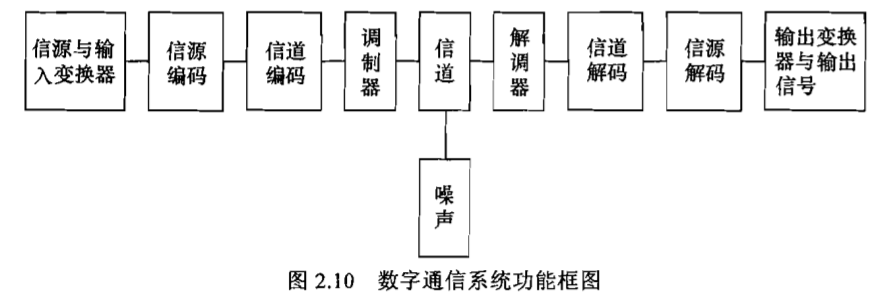 信源与输
入变换器
信源
编码
信道
编码
调
制
器
信
道
解
调
器
信道
解码
信源
解码
输出变换
器与输出
信号
噪
声
图 2.10 数字通信系统功能框图